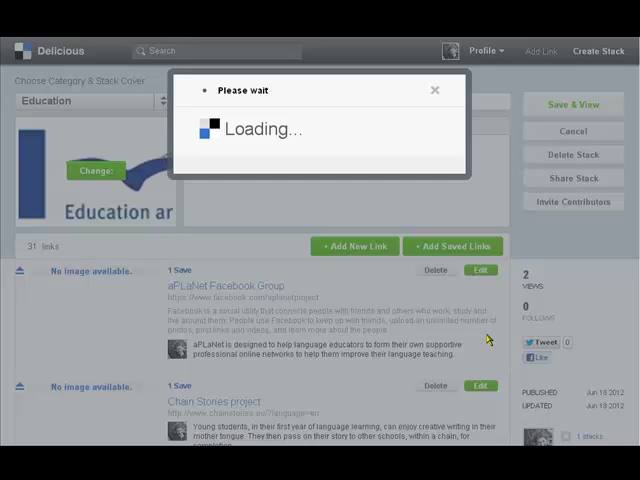 Delicious
Search
Profile
Add Link
Create Stack
Choose Category & Stack Cover
Education
Please wait
Loading...
Save & View
Cancel
Delete Stack
Share Stack
Invite Contributors
Change:
Education ar
31 links
+ Add New Link
+ Add Saved Links
No image available.
1 Save
Delete
Edit
aPLaNet Facebook Group
https://www.facebook.com/aplanetproject
Facebook is a social utility that connects people with friends and others who work, study and
live around them. People use Facebook to keep up with friends, upload an unlimited number of
photos, post links and videos, and learn more about the people
aPLaNet is designed to help language educators to form their own supportive
professional online networks to help them improve their language teaching.
2
VIEWS
0
FOLLOWS
Tweet
0
Like
No image available.
1 Save
Delete
Edit
Chain Stories project
http://www.chainstories.eu/?language=en
Young students, in their first year of language learning, can enjoy creative writing in their
mother tongue. They then pass on their story to other schools, within a chain, for
completion.
PUBLISHED Jun 18 2012
UPDATED Jun 18 2012
1 stacks